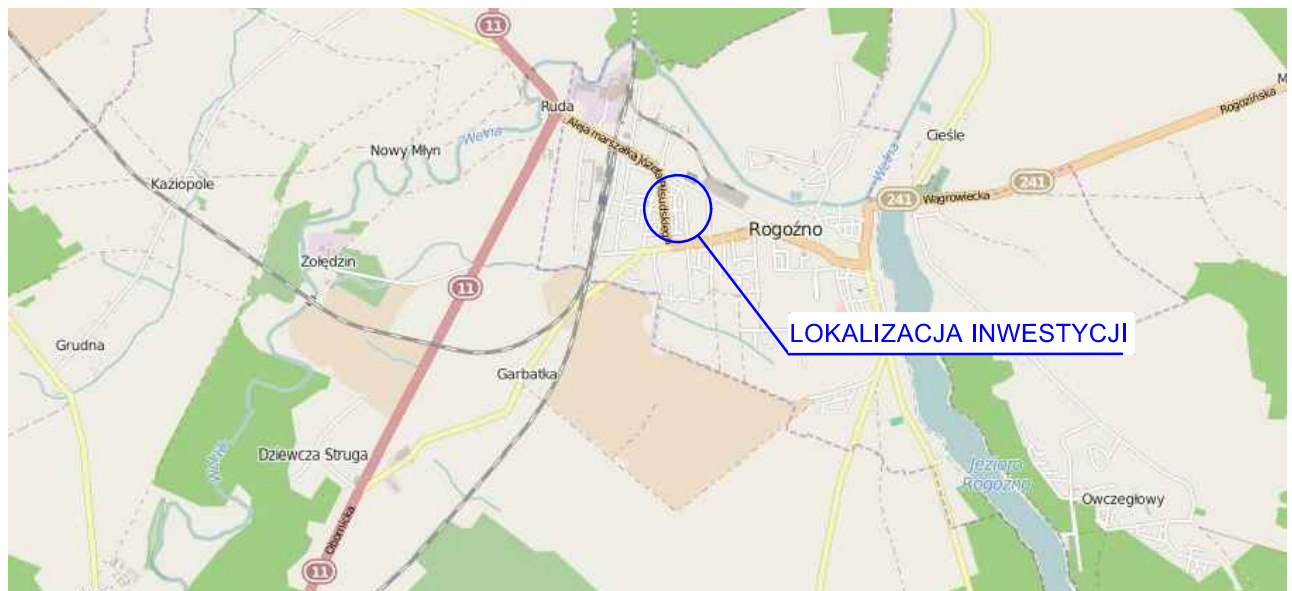 11
M
Rogozińska
Ruda
Aleja marszałka Józefa Piłsudskiego
Wełna
Cieśle
Nowy Młyn
Wełna
Kaziopole
241
241
Wągrowiecka
Rogoźno
Żołędzin
11
LOKALIZACJA INWESTYCJI
Grudna
Garbatka
Wełna
Dziewcza Struga
Jezioro
Rogoźno
Owczegłowy
Obornicka
11